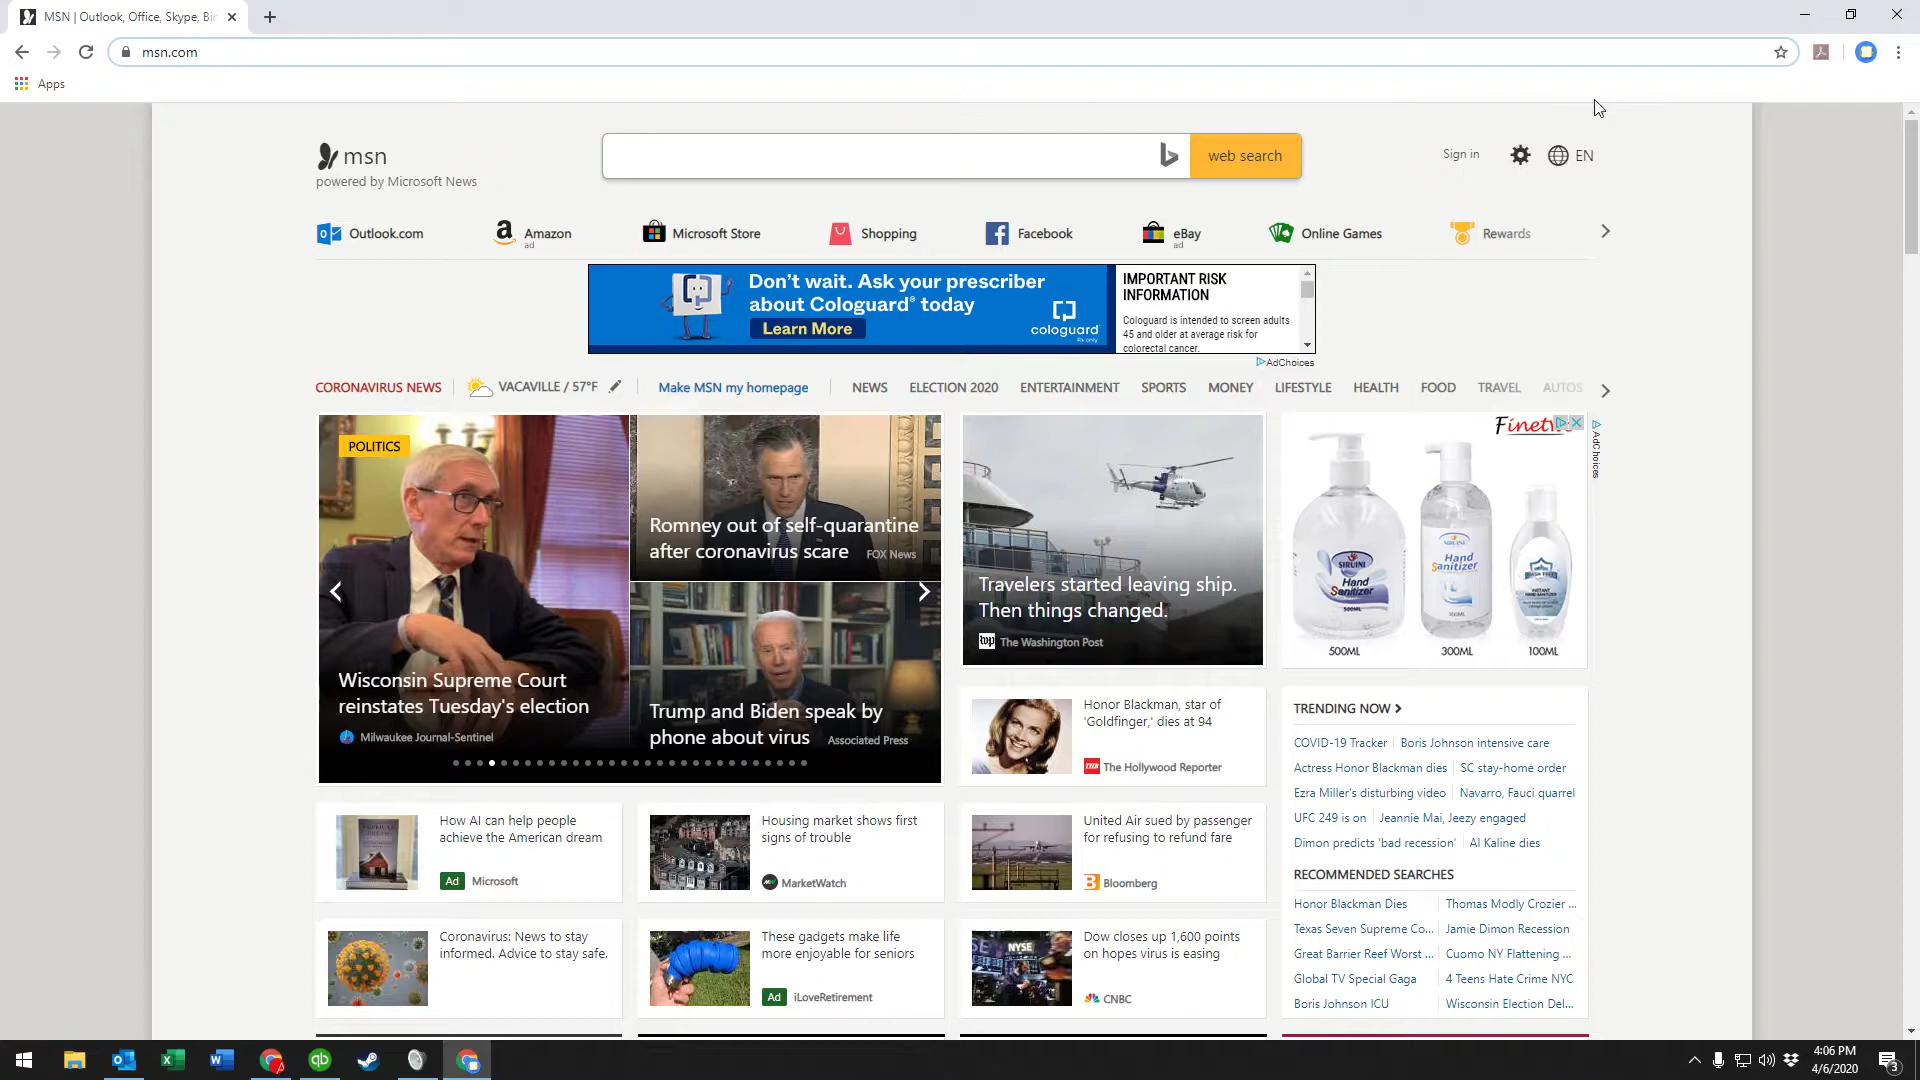 MSN | Outlook, Office, Skype, Bin
msn.com
Apps
msn
powered by Microsoft News
web search
Sign in
EN
Outlook.com
Amazon
ad
Microsoft Store
Shopping
Facebook
eBay
ad
Online Games
Rewards
Don't wait. Ask your prescriber
about Cologuard® today
Learn More
cologuard
Rx only
IMPORTANT RISK
INFORMATION
Cologuard is intended to screen adults
45 and older at average risk for
colorectal cancer.
AdChoices
CORONAVIRUS NEWS
VACAVILLE / 57°F
Make MSN my homepage
NEWS
ELECTION 2020
ENTERTAINMENT
SPORTS
MONEY
LIFESTYLE
HEALTH
FOOD
TRAVEL
AUTOS
POLITICS
Wisconsin Supreme Court
reinstates Tuesday's election
Milwaukee Journal-Sentinel
Romney out of self-quarantine
after coronavirus scare
FOX News
Trump and Biden speak by
phone about virus
Associated Press
Travelers started leaving ship.
Then things changed.
wp The Washington Post
AdChoices
SIRUINI
Hand
Sanitizer
500ML
SIRUINI
Hand
Sanitizer
300ML
INSTANT
HAND SANITIZER
500ML
300ML
100ML
Honor Blackman, star of
'Goldfinger,' dies at 94
The Hollywood Reporter
TRENDING NOW
COVID-19 Tracker
Boris Johnson intensive care
Actress Honor Blackman dies
SC stay-home order
Ezra Miller's disturbing video
Navarro, Fauci quarrel
UFC 249 is on
Jeannie Mai, Jeezy engaged
Dimon predicts 'bad recession'
Al Kaline dies
RECOMMENDED SEARCHES
Honor Blackman Dies
Thomas Modly Crozier ...
Texas Seven Supreme Co...
Jamie Dimon Recession
Great Barrier Reef Worst ...
Cuomo NY Flattening ...
Global TV Special Gaga
4 Teens Hate Crime NYC
Boris Johnson ICU
Wisconsin Election Del...
How AI can help people
achieve the American dream
Ad Microsoft
Housing market shows first
signs of trouble
MarketWatch
United Air sued by passenger
for refusing to refund fare
Bloomberg
Coronavirus: News to stay
informed. Advice to stay safe.
These gadgets make life
more enjoyable for seniors
Ad iLoveRetirement
NYSE
Dow closes up 1,600 points
on hopes virus is easing
CNBC
4:06 PM
4/6/2020
3